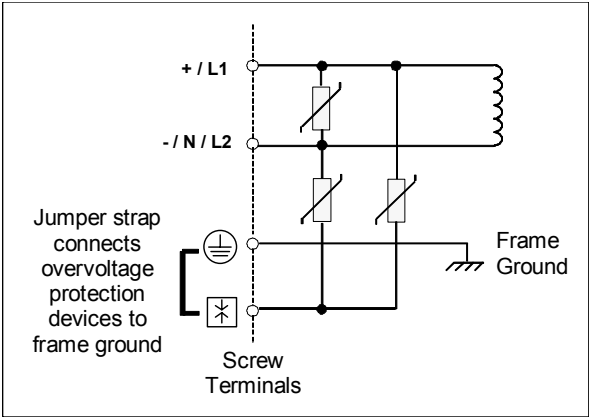 + / L1
- / N / L2
Jumper strap
connects
overvoltage
protection
devices to
frame ground
Frame
Ground
Screw
Terminals